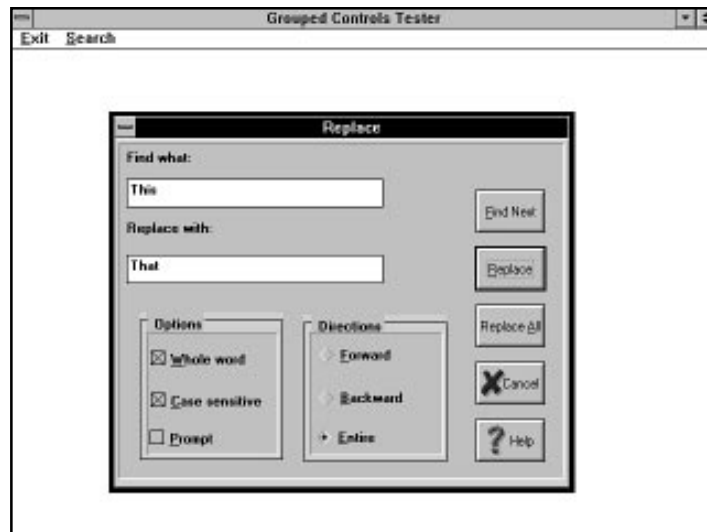 Grouped Controls Tester
Exit Search
Replace
Find what:
This
Replace with:
That
Find Next
Replace
Replace All
Cancel
Help
Options
Whole word
Case sensitive
Prompt
Directions
Forward
Backward
Entire